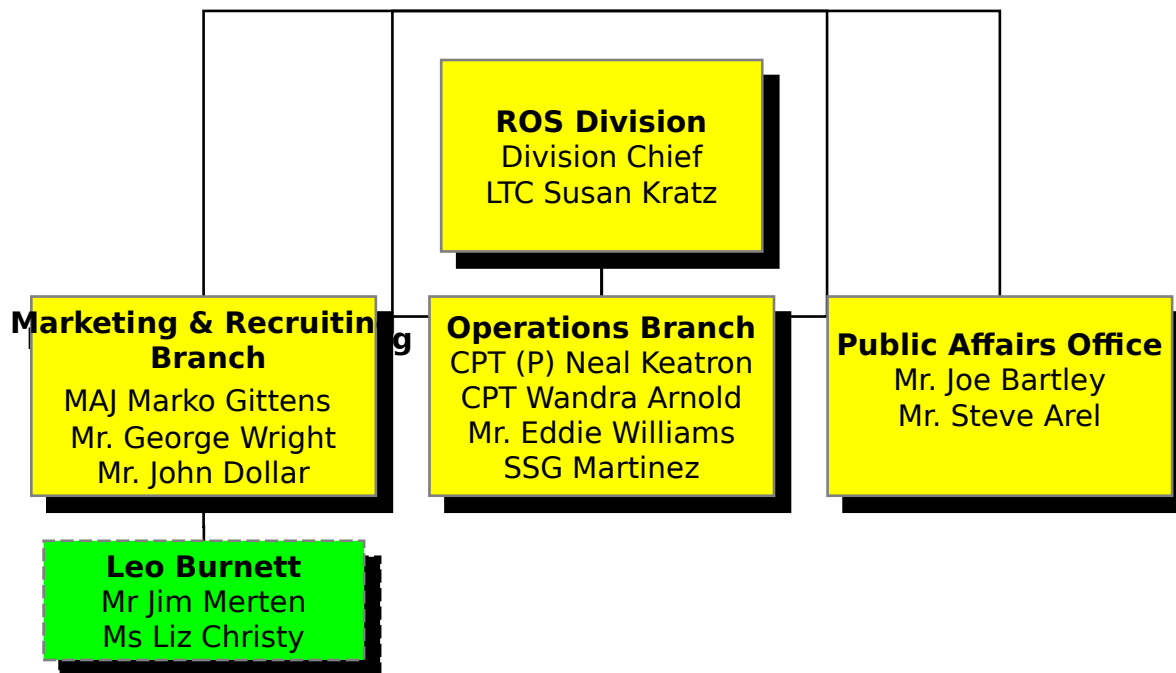 ROS Division
Division Chief
LTC Susan Kratz
Marketing & Recruitin
g
Branch
MAJ Marko Gittens
Mr. George Wright
Mr. John Dollar
Operations Branch
CPT (P) Neal Keatron
CPT Wandra Arnold
Mr. Eddie Williams
SSG Martinez
Public Affairs Office
Mr. Joe Bartley
Mr. Steve Arel
Leo Burnett
Mr Jim Merten
Ms Liz Christy